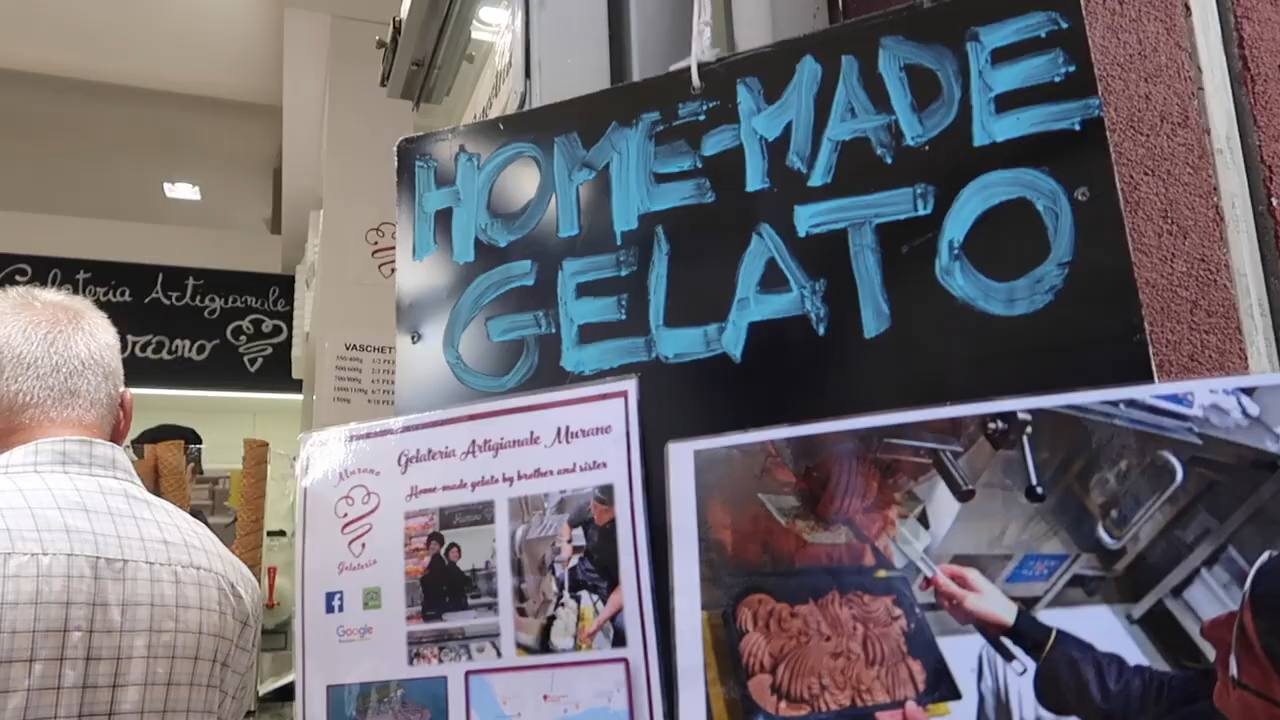 HOME-MADE
GELATO
Gelateria Artigianale
Murano
VASCHETT
Gelateria Artigianale Murano
Home-made gelato by brother and sister
Murano
Gelateria
Google